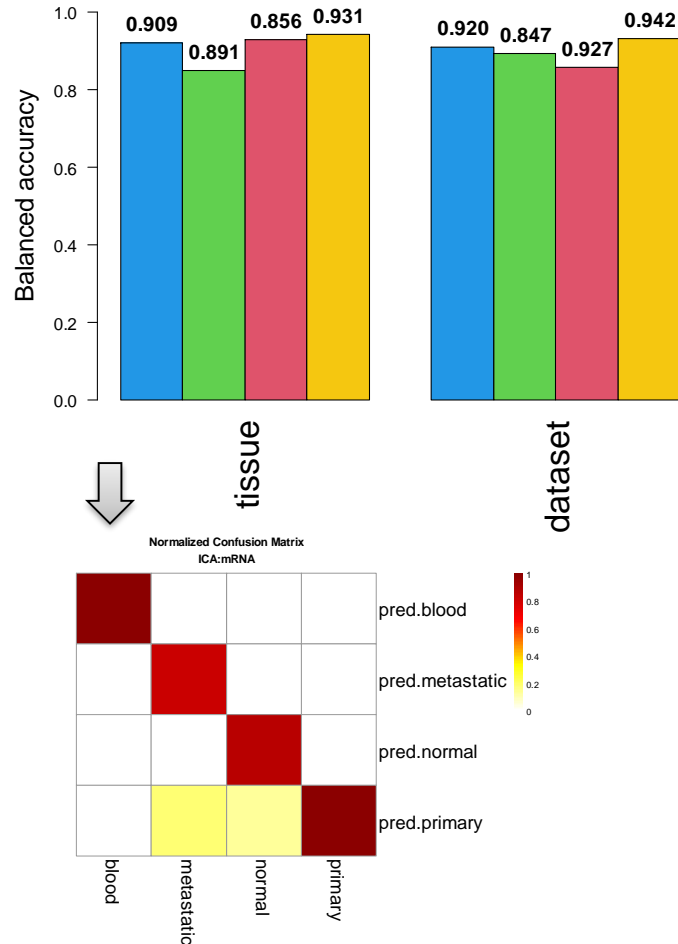 0.909 0.891 0.856 0.931 0.920 0.847 0.927 0.942
Balanced accuracy
1.0
0.8
0.6
0.4
0.2
0.0
tissue
dataset
Normalized Confusion Matrix
ICA:mRNA
pred.blood
pred.metastatic
pred.normal
pred.primary
1
0.8
0.6
0.4
0.2
0
blood
metastatic
normal
primary